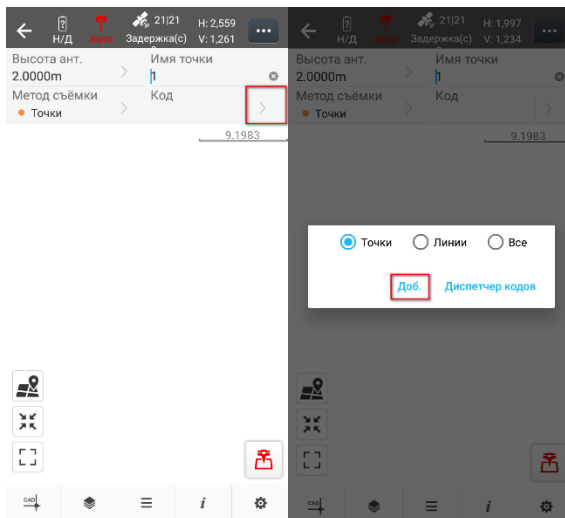 21|21 H: 2,559
Н/Д Авто Задержка(с) V: 1,261
Высота ант. Имя точки
2.0000m 1
Метод съёмки Код
Точки
9.1983
CAD
i
21|21 H: 1,997
Н/Д Авто Задержка(с) V: 1,234
Высота ант. Имя точки
2.0000m 1
Метод съёмки Код
Точки
9.1983
Точки Линии Все
Доб. Диспетчер кодов
CAD
i